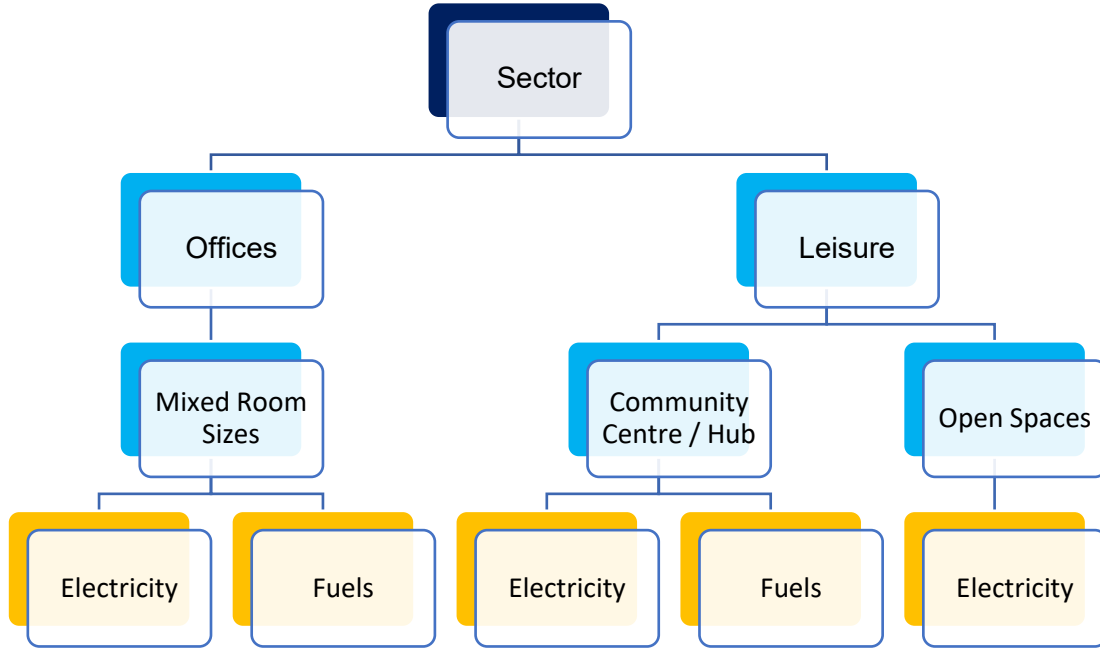 Sector
Offices
Leisure
Mixed Room
Sizes
Community
Centre / Hub
Open Spaces
Electricity
Fuels
Electricity
Fuels
Electricity